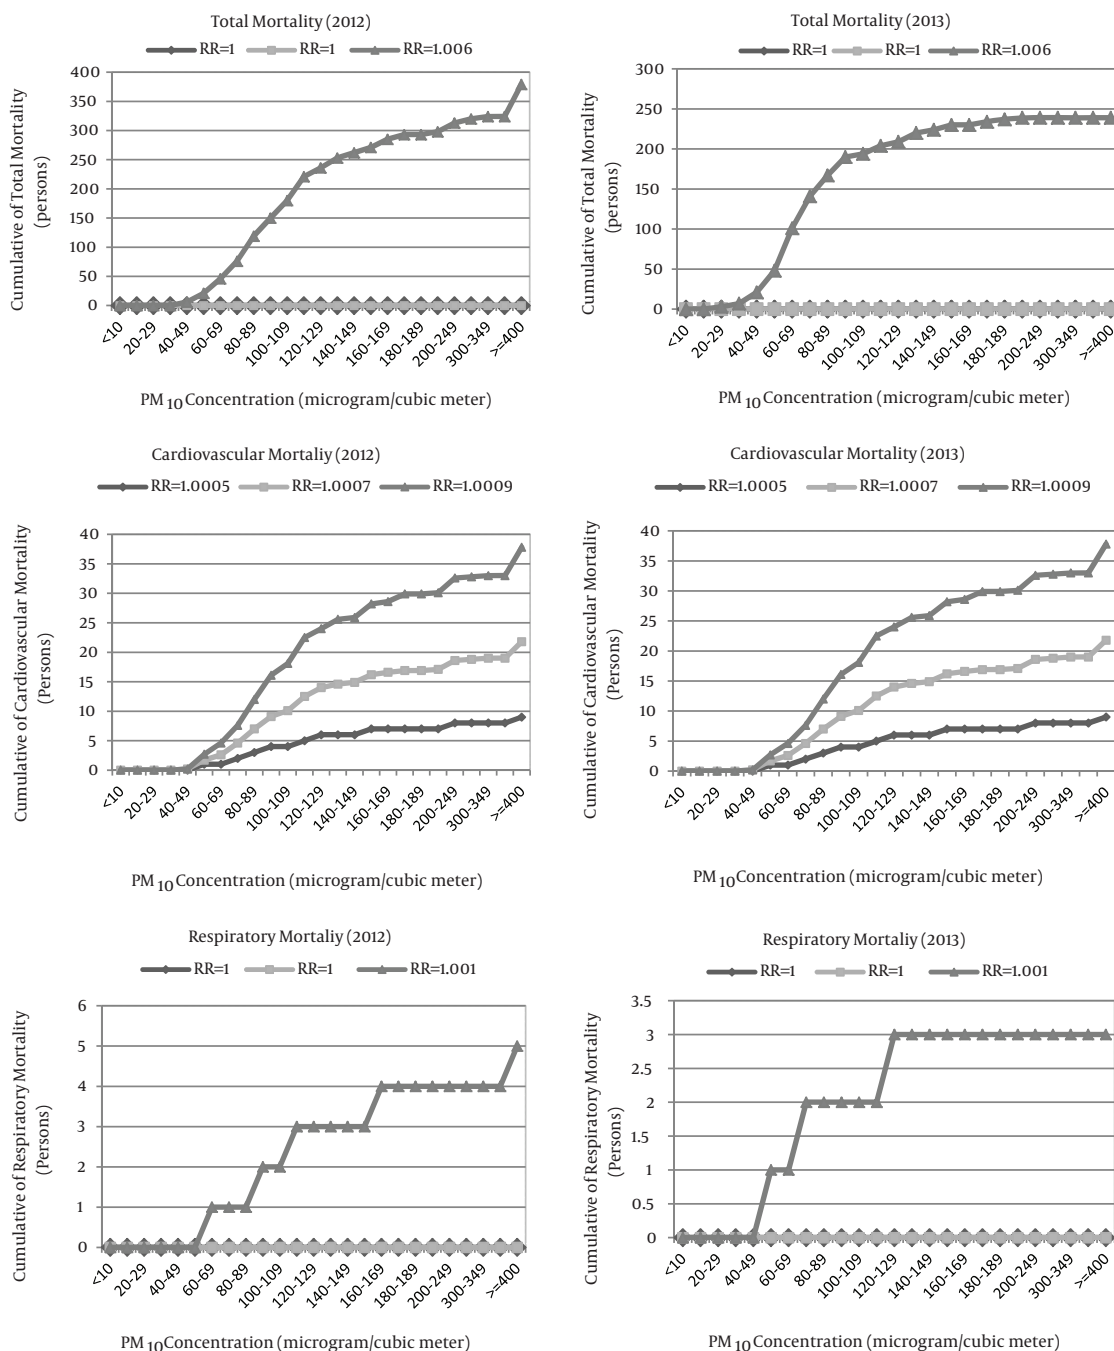 Total Mortality (2012)
RR=1 RR=1 RR=1.006
Cumulative of Total Mortality
(persons)
400
350
300
250
200
150
100
50
0
<10 20-29 40-49 60-69 80-89 100-109 120-129 140-149 160-169 180-189 200-249 300-349 >=400
PM 10 Concentration (microgram/cubic meter)
Total Mortality (2013)
RR=1 RR=1 RR=1.006
Cumulative of Total Mortality
(persons)
300
250
200
150
100
50
0
<10 20-29 40-49 60-69 80-89 100-109 120-129 140-149 160-169 180-189 200-249 300-349 >=400
PM 10 Concentration (microgram/cubic meter)
Cardiovascular Mortaliy (2012)
RR=1.0005 RR=1.0007 RR=1.0009
Cumulative of Cardiovascular Mortality
(Persons)
40
35
30
25
20
15
10
5
0
<10 20-29 40-49 60-69 80-89 100-109 120-129 140-149 160-169 180-189 200-249 300-349 >=400
PM 10 Concentration (microgram/cubic meter)
Cardiovascular Mortality (2013)
RR=1.0005 RR=1.0007 RR=1.0009
Cumulative of Cardiovascular Mortality
(Persons)
40
35
30
25
20
15
10
5
0
<10 20-29 40-49 60-69 80-89 100-109 120-129 140-149 160-169 180-189 200-249 300-349 >=400
PM 10 Concentration (microgram/cubic meter)
Respiratory Mortaliy (2012)
RR=1 RR=1 RR=1.001
Cumulative of Respiratory Mortality
(Persons)
6
5
4
3
2
1
0
<10 20-29 40-49 60-69 80-89 100-109 120-129 140-149 160-169 180-189 200-249 300-349 >=400
PM 10 Concentration (microgram/cubic meter)
Respiratory Mortaliy (2013)
RR=1 RR=1 RR=1.001
Cumulative of Respiratory Mortality
(Persons)
3.5
3
2.5
2
1.5
1
0.5
0
<10 20-29 40-49 60-69 80-89 100-109 120-129 140-149 160-169 180-189 200-249 300-349 >=400
PM 10 Concentration (microgram/cubic meter)